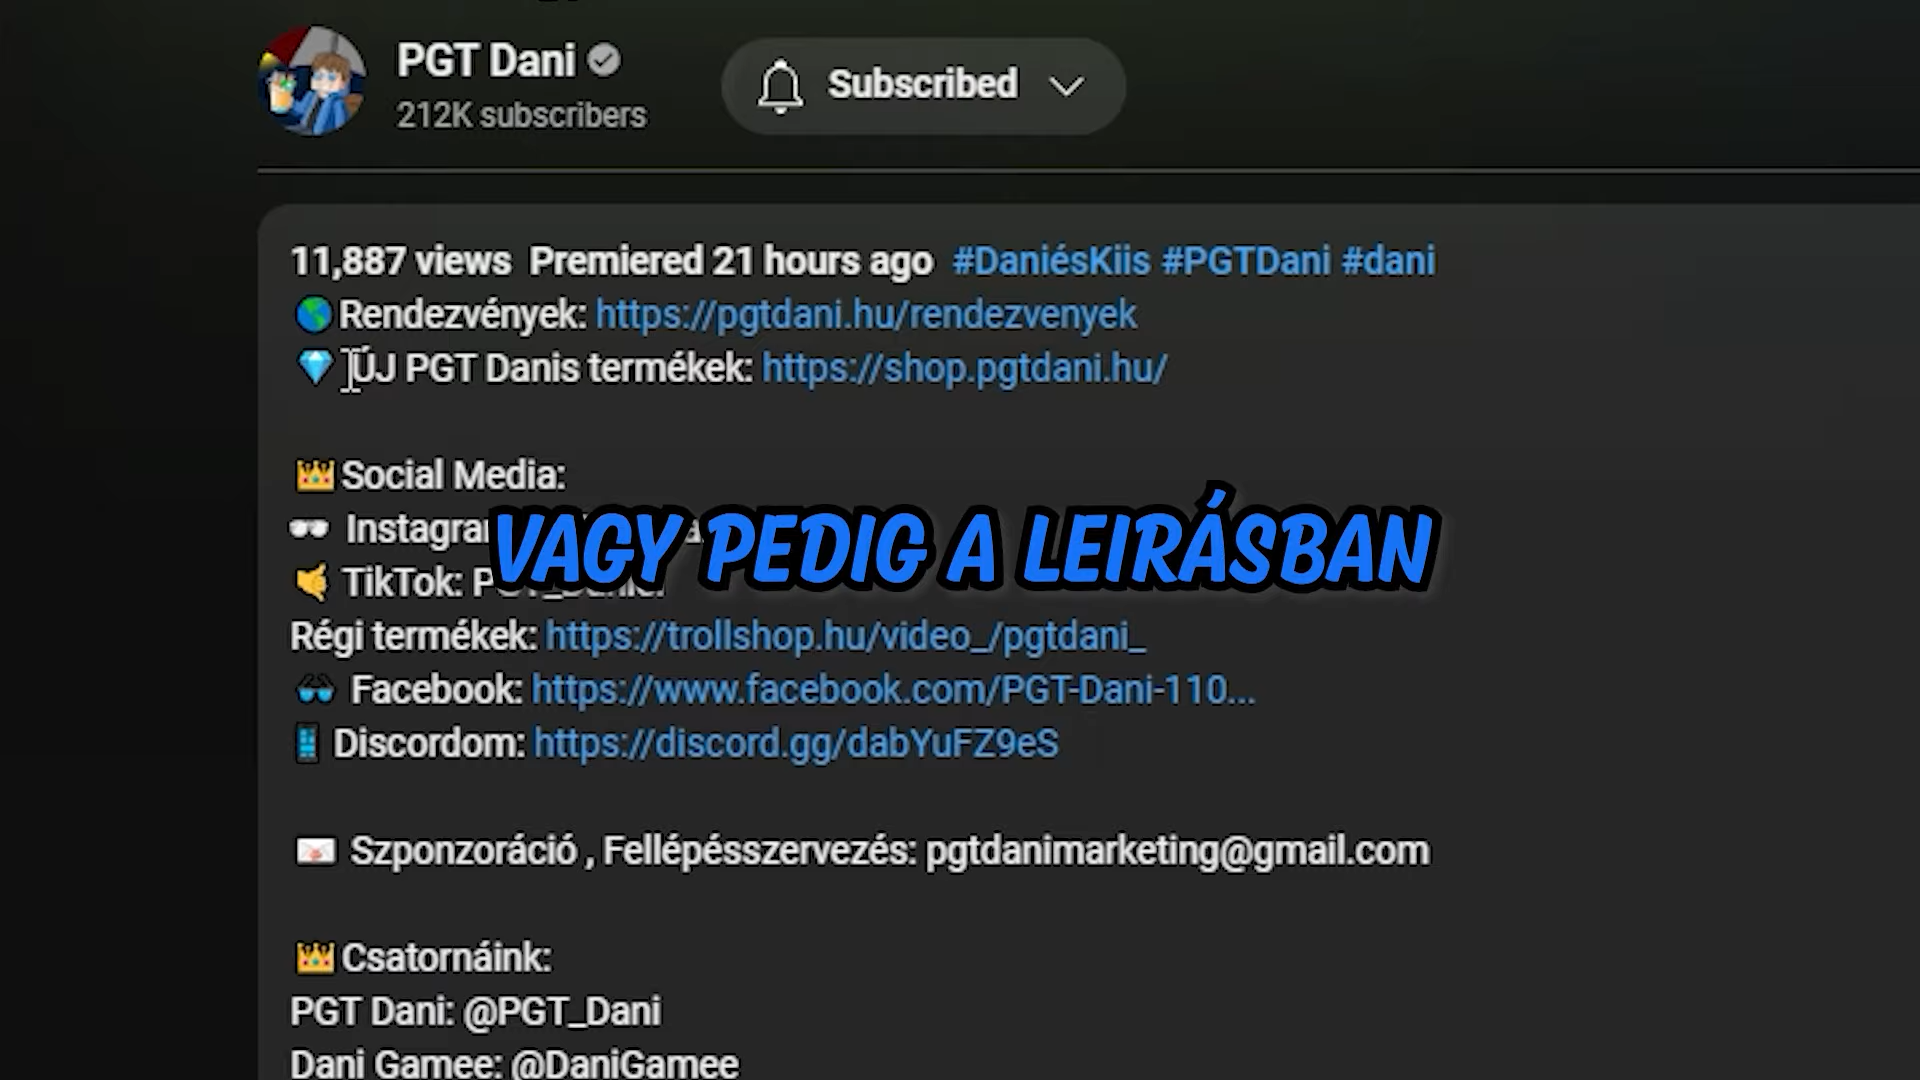 PGT Dani
212K subscribers
Subscribed
11,887 views Premiered 21 hours ago #DaniésKiis #PGTDani #dani
Rendezvények: https://pgtdani.hu/rendezvenyek
ÚJ PGT Danis termékek: https://shop.pgtdani.hu/
Social Media:
VAGY PEDIG A LEIRÁSBAN
TikTok:
Régi termékek: https://trollshop.hu/video_/pgtdani_
Facebook: https://www.facebook.com/PGT-Dani-110...
Discordom: https://discord.gg/dabYuFZ9eS
Szponzoráció , Fellépésszervezés: pgtdanimarketing@gmail.com
Csatornáink:
PGT Dani: @PGT_Dani
Dani Gamee: @DaniGamee